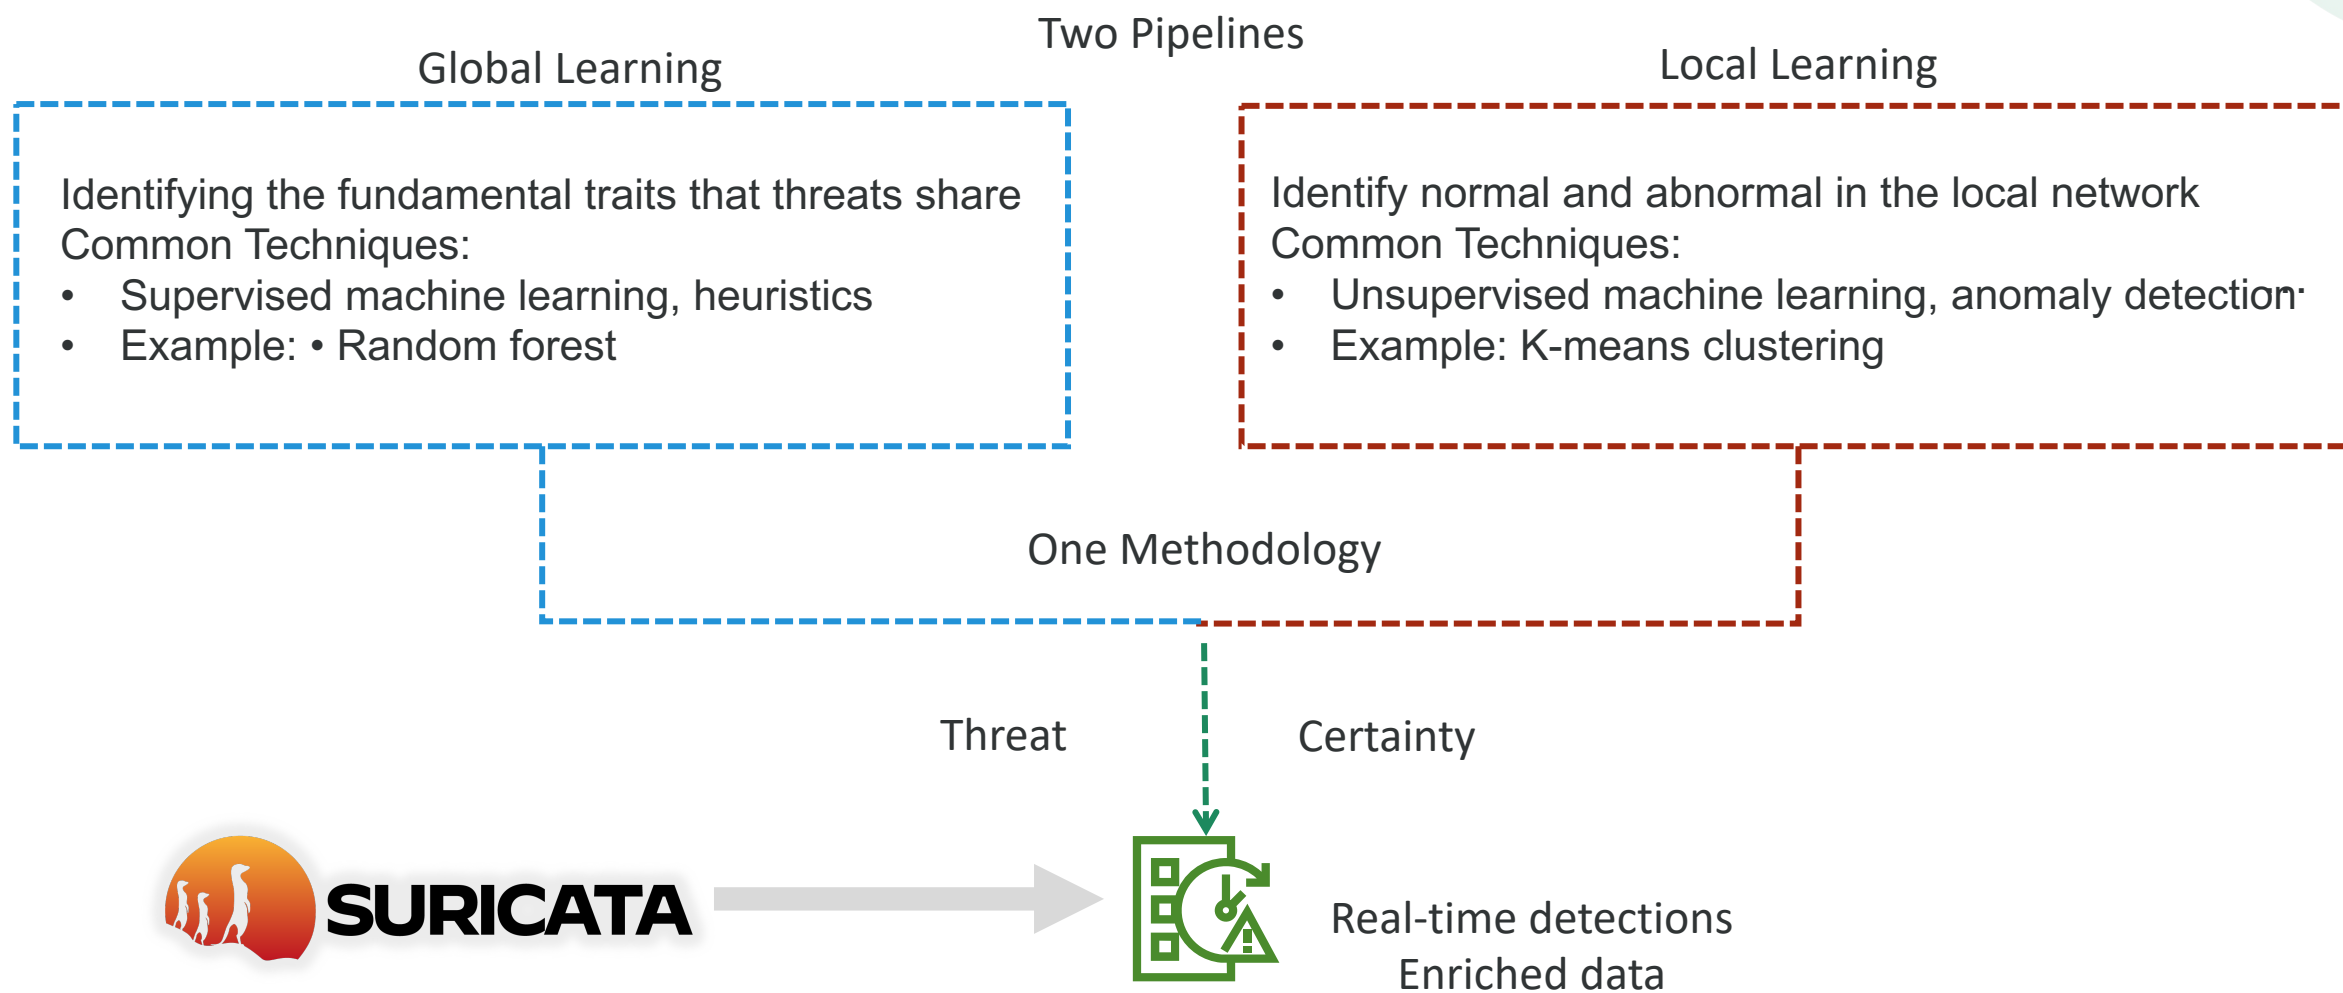 Two Pipelines
Global Learning
Identifying the fundamental traits that threats share
Common Techniques:
• Supervised machine learning, heuristics
• Example: • Random forest
Local Learning
Identify normal and abnormal in the local network
Common Techniques:
• Unsupervised machine learning, anomaly detection
• Example: K-means clustering
One Methodology
Threat
Certainty
SURICATA
Real-time detections
Enriched data